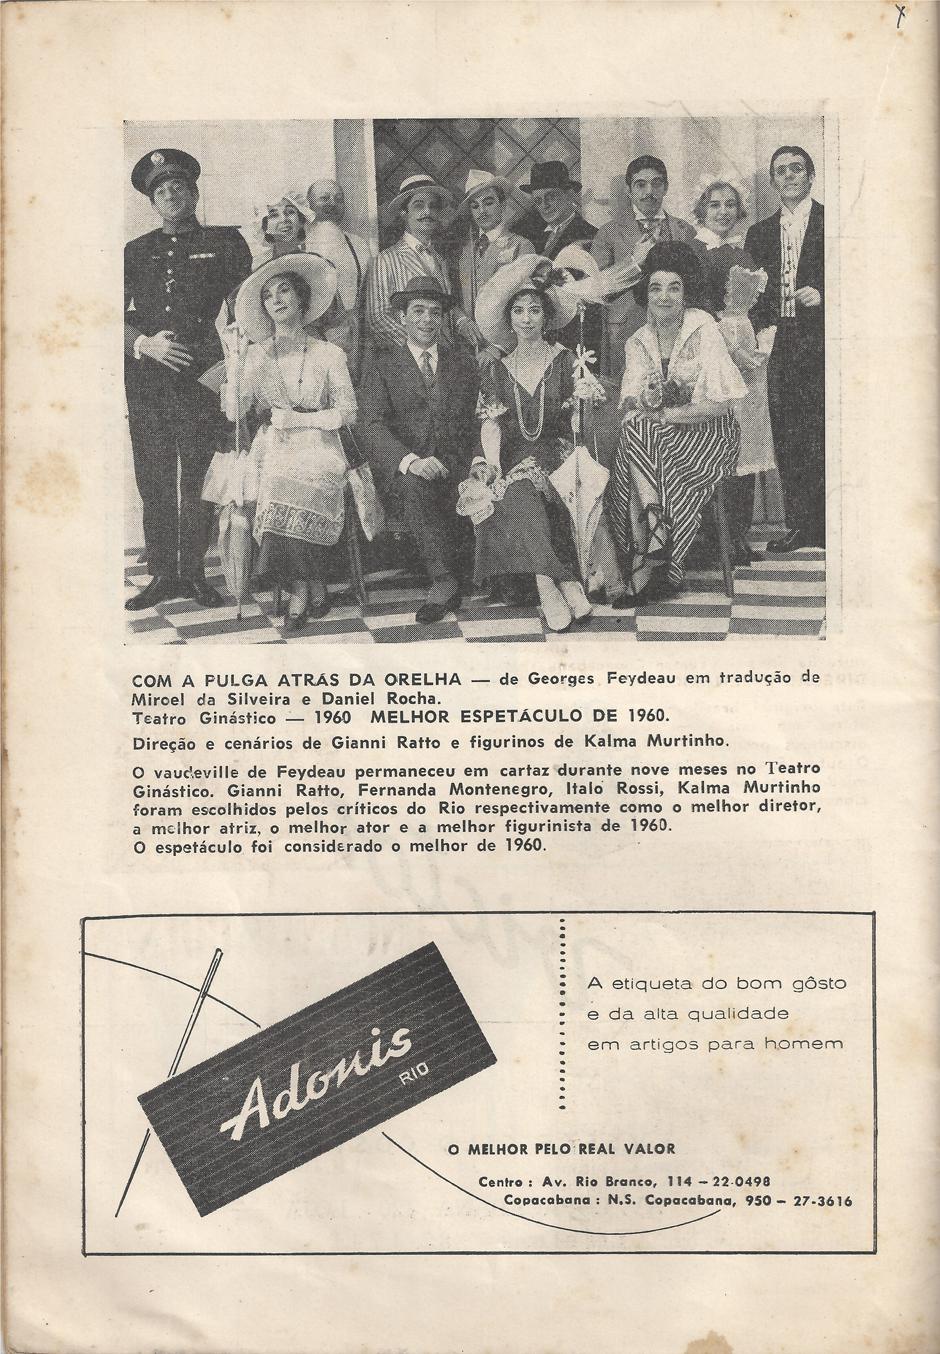 COM A PULGA ATRÁS DA ORELHA — de Georges Feydeau em tradução de
Miroel da Silveira e Daniel Rocha.
Teatro Ginástico — 1960 MELHOR ESPETÁCULO DE 1960.
Direção e cenários de Gianni Ratto e figurinos de Kalma Murtinho.
O vaudeville de Feydeau permaneceu em cartaz durante nove meses no Teatro
Ginástico. Gianni Ratto, Fernanda Montenegro, Italo Rossi, Kalma Murtinho
foram escolhidos pelos críticos do Rio respectivamente como o melhor diretor,
a melhor atriz, o melhor ator e a melhor figurinista de 1960.
O espetáculo foi considerado o melhor de 1960.
Adonis
RIO
A etiqueta do bom gôsto
e da alta qualidade
em artigos para homem
O MELHOR PELO REAL VALOR
Centro : Av. Rio Branco, 114 – 22-0498
Copacabana : N.S. Copacabana, 950 – 27-3616